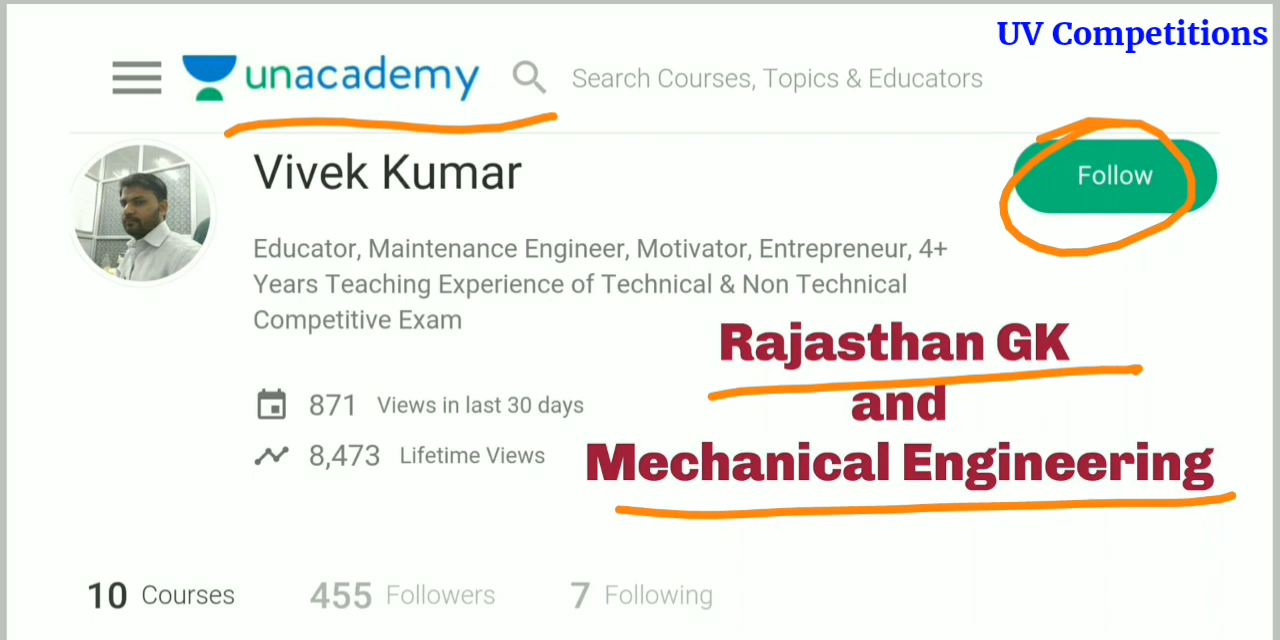 UV Competitions
unacademy
Search Courses, Topics & Educators
Vivek Kumar
Follow
Educator, Maintenance Engineer, Motivator, Entrepreneur, 4+
Years Teaching Experience of Technical & Non Technical
Competitive Exam
Rajasthan GK
and
Mechanical Engineering
871 Views in last 30 days
8,473 Lifetime Views
10 Courses 455 Followers 7 Following